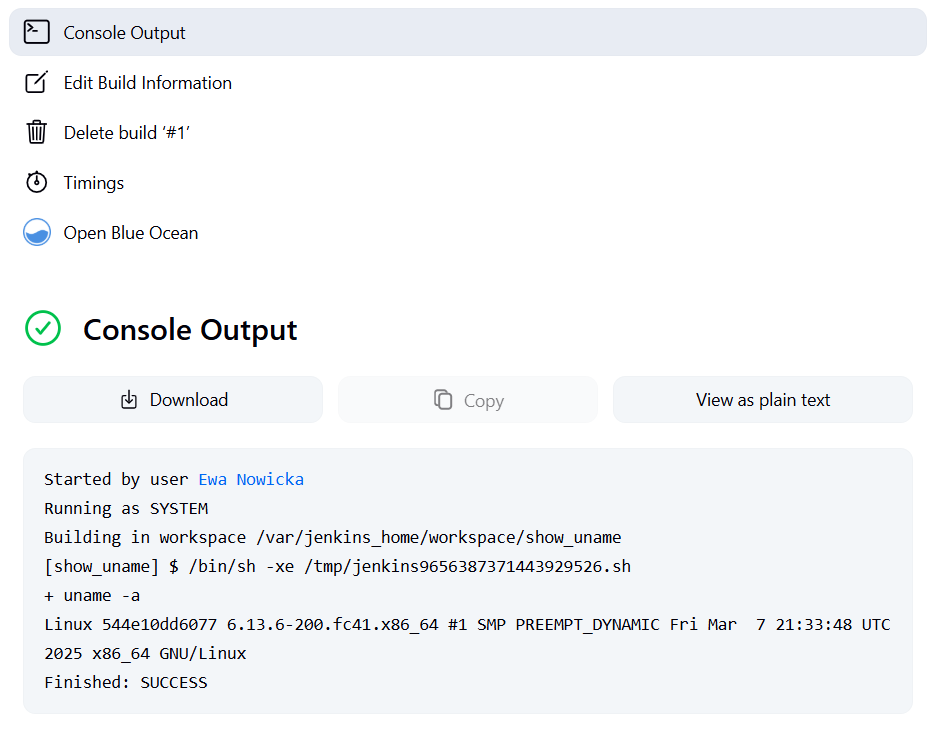 Console Output
Edit Build Information
Delete build ‘#1’
Timings
Open Blue Ocean
Console Output
Download
Copy
View as plain text
Started by user Ewa Nowicka
Running as SYSTEM
Building in workspace /var/jenkins_home/workspace/show_uname
[show_uname] $ /bin/sh -xe /tmp/jenkins9656387371443929526.sh
+ uname -a
Linux 544e10dd6077 6.13.6-200.fc41.x86_64 #1 SMP PREEMPT_DYNAMIC Fri Mar  7 21:33:48 UTC
2025 x86_64 GNU/Linux
Finished: SUCCESS